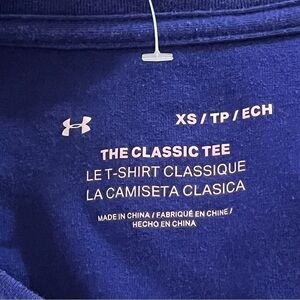 XS / TP / ECH
THE CLASSIC TEE
LE T-SHIRT CLASSIQUE
LA CAMISETA CLASICA
MADE IN CHINA / FABRIQUÉ EN CHINE /
HECHO EN CHINA